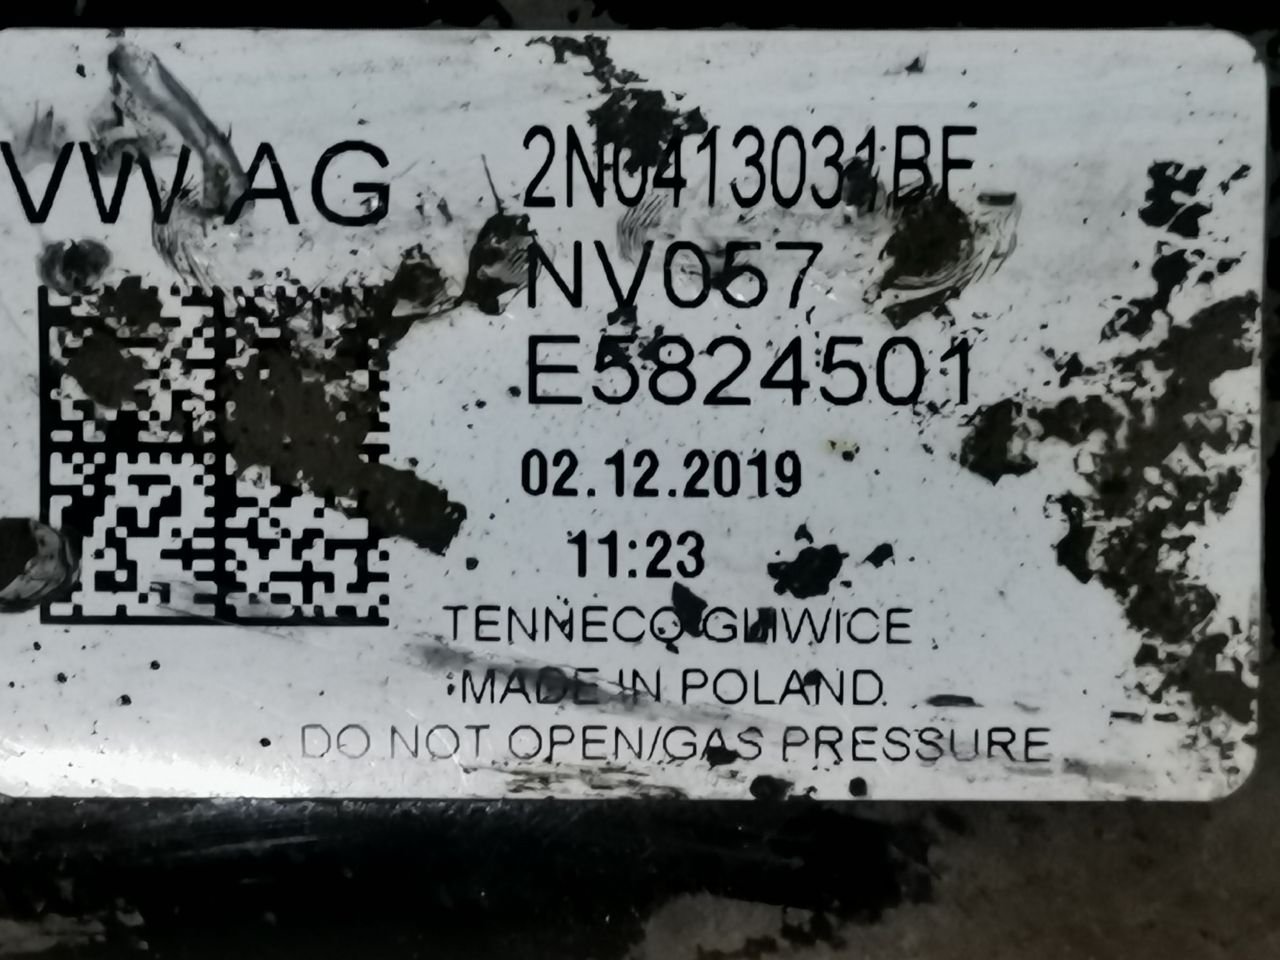 VW AG
2N0413031BF
NV057
E5824501
02.12.2019
11:23
TENNECO GLIWICE
MADE IN POLAND
DO NOT OPEN/GAS PRESSURE